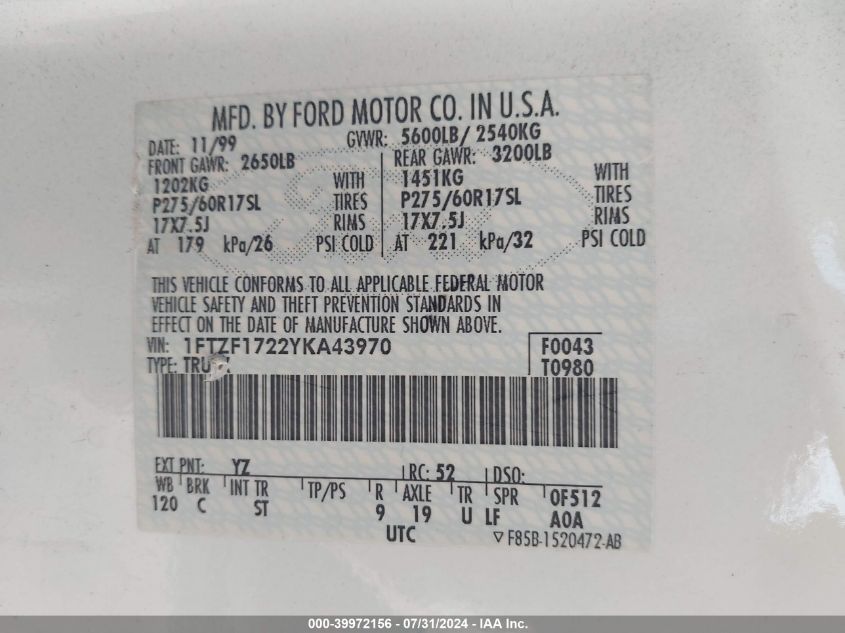 MFD. BY FORD MOTOR CO. IN U.S.A.
DATE: 11/99 GVWR: 5600LB/ 2540KG
FRONT GAWR: 2650LB REAR GAWR: 3200LB
1202KG WITH 1451KG WITH
P275/60R17SL TIRES P275/60R17SL TIRES
17X7.5J RIMS 17X7.5J RIMS
AT 179 kPa/26 PSI COLD AT 221 kPa/32 PSI COLD
THIS VEHICLE CONFORMS TO ALL APPLICABLE FEDERAL MOTOR
VEHICLE SAFETY AND THEFT PREVENTION STANDARDS IN
EFFECT ON THE DATE OF MANUFACTURE SHOWN ABOVE.
VIN: 1FTZF1722YKA43970 F0043
TYPE: T0980
EXT PNT: YZ RC: 52 DSO:
WB BRK INT TR TP/PS R AXLE TR SPR 0F512
120 C ST 9 19 U LF A0A
UTC ▽ F85B-1520472-AB
000-39972156 - 07/31/2024 - IAA Inc.